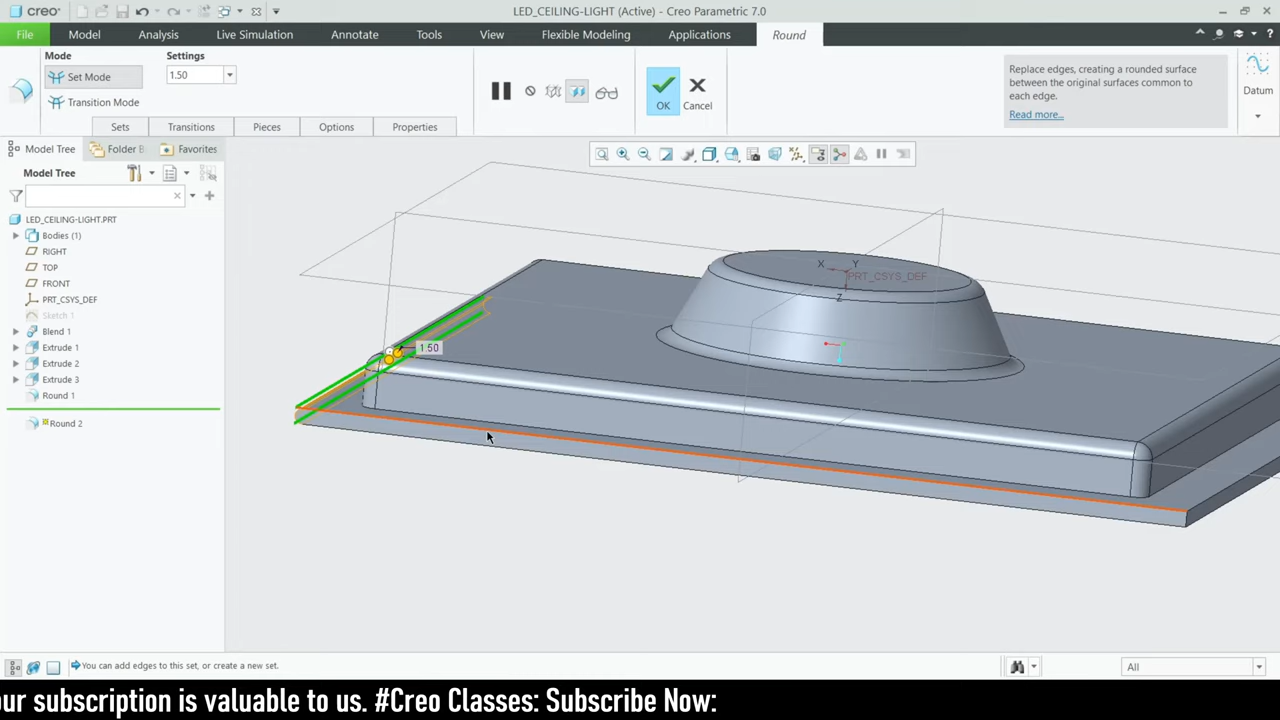 creo
LED_CEILING-LIGHT (Active) - Creo Parametric 7.0
File
Model
Analysis
Live Simulation
Annotate
Tools
View
Flexible Modeling
Applications
Round
Mode
Set Mode
Transition Mode
Settings
1.50
OK
Cancel
Replace edges, creating a rounded surface
between the original surfaces common to
each edge.
Read more...
Datum
Sets
Transitions
Pieces
Options
Properties
Model Tree
Folder B
Favorites
Model Tree
LED_CEILING-LIGHT.PRT
Bodies (1)
RIGHT
TOP
FRONT
PRT_CSYS_DEF
Sketch 1
Blend 1
Extrude 1
Extrude 2
Extrude 3
Round 1
Round 2
X
Y
Z
PRT_CSYS_DEF
1.50
You can add edges to this set, or create a new set.
All
our subscription is valuable to us. #Creo Classes: Subscribe Now: